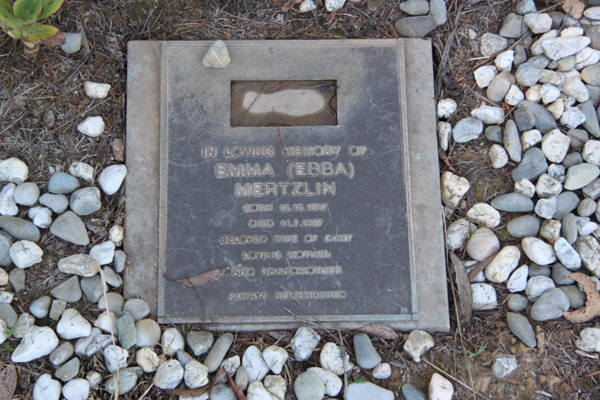 IN LOVING MEMORY OF
EMMA (EBBA)
MERTZLIN
BORN
DIED
BELOVED WIFE OF
LOVING MOTHER
AND GRANDMOTHER
ALWAYS REMEMBERED